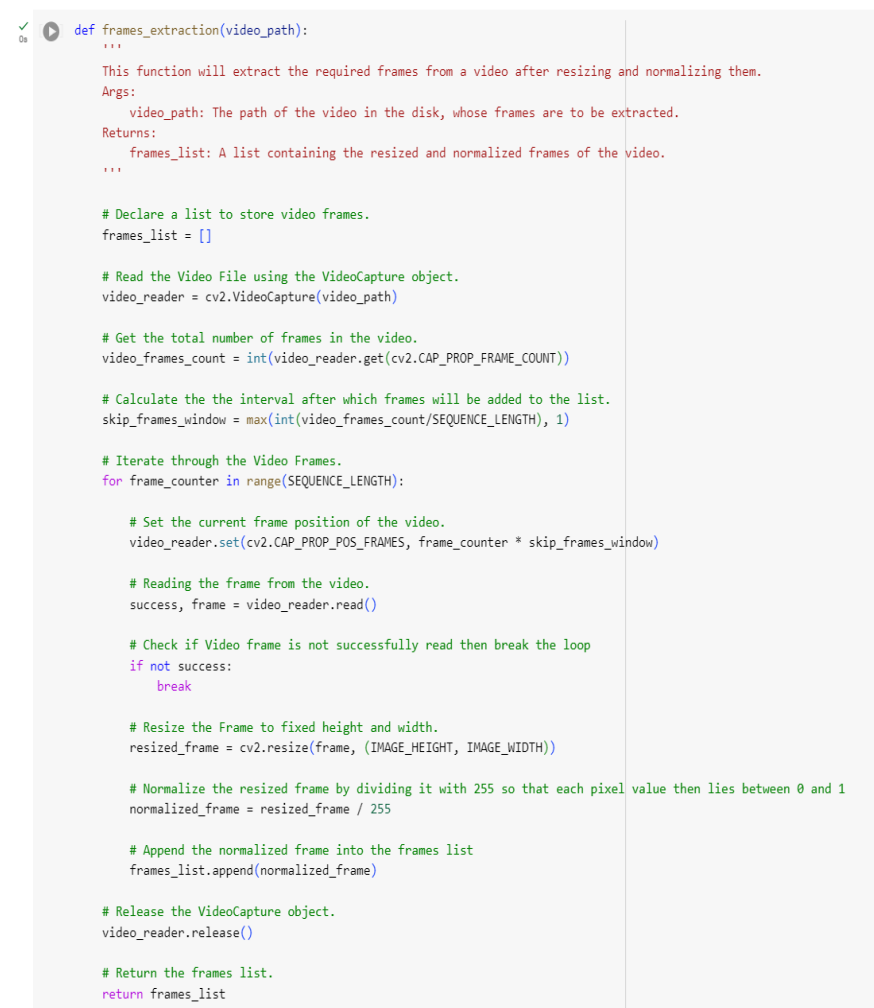 0s
def frames_extraction(video_path):
'''
This function will extract the required frames from a video after resizing and normalizing them.
Args:
video_path: The path of the video in the disk, whose frames are to be extracted.
Returns:
frames_list: A list containing the resized and normalized frames of the video.
'''
# Declare a list to store video frames.
frames_list = []
# Read the Video File using the VideoCapture object.
video_reader = cv2.VideoCapture(video_path)
# Get the total number of frames in the video.
video_frames_count = int(video_reader.get(cv2.CAP_PROP_FRAME_COUNT))
# Calculate the the interval after which frames will be added to the list.
skip_frames_window = max(int(video_frames_count/SEQUENCE_LENGTH), 1)
# Iterate through the Video Frames.
for frame_counter in range(SEQUENCE_LENGTH):
# Set the current frame position of the video.
video_reader.set(cv2.CAP_PROP_POS_FRAMES, frame_counter * skip_frames_window)
# Reading the frame from the video.
success, frame = video_reader.read()
# Check if Video frame is not successfully read then break the loop
if not success:
break
# Resize the Frame to fixed height and width.
resized_frame = cv2.resize(frame, (IMAGE_HEIGHT, IMAGE_WIDTH))
# Normalize the resized frame by dividing it with 255 so that each pixel value then lies between 0 and 1
normalized_frame = resized_frame / 255
# Append the normalized frame into the frames list
frames_list.append(normalized_frame)
# Release the VideoCapture object.
video_reader.release()
# Return the frames list.
return frames_list